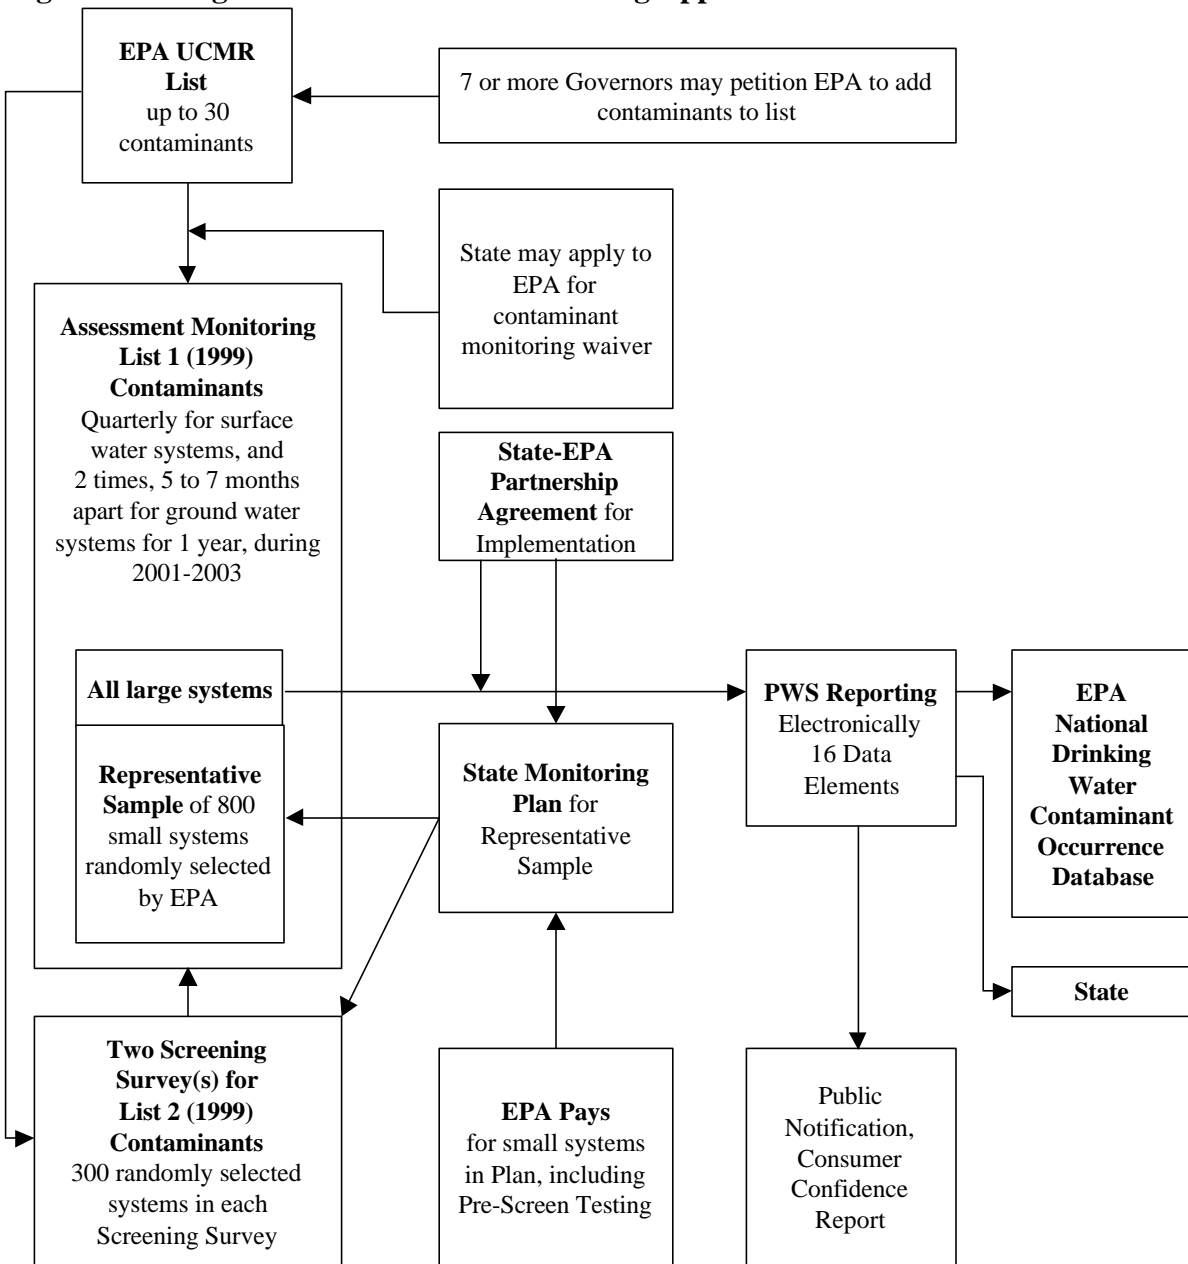 EPA UCMR
List
up to 30
contaminants
7 or more Governors may petition EPA to add
contaminants to list
State may apply to
EPA for
contaminant
monitoring waiver
Assessment Monitoring
List 1 (1999)
Contaminants
Quarterly for surface
water systems, and
2 times, 5 to 7 months
apart for ground water
systems for 1 year, during
2001-2003
State-EPA
Partnership
Agreement for
Implementation
All large systems
Representative
Sample of 800
small systems
randomly selected
by EPA
State Monitoring
Plan for
Representative
Sample
PWS Reporting
Electronically
16 Data
Elements
EPA
National
Drinking
Water
Contaminant
Occurrence
Database
State
Two Screening
Survey(s) for
List 2 (1999)
Contaminants
300 randomly selected
systems in each
Screening Survey
EPA Pays
for small systems
in Plan, including
Pre-Screen Testing
Public
Notification,
Consumer
Confidence
Report